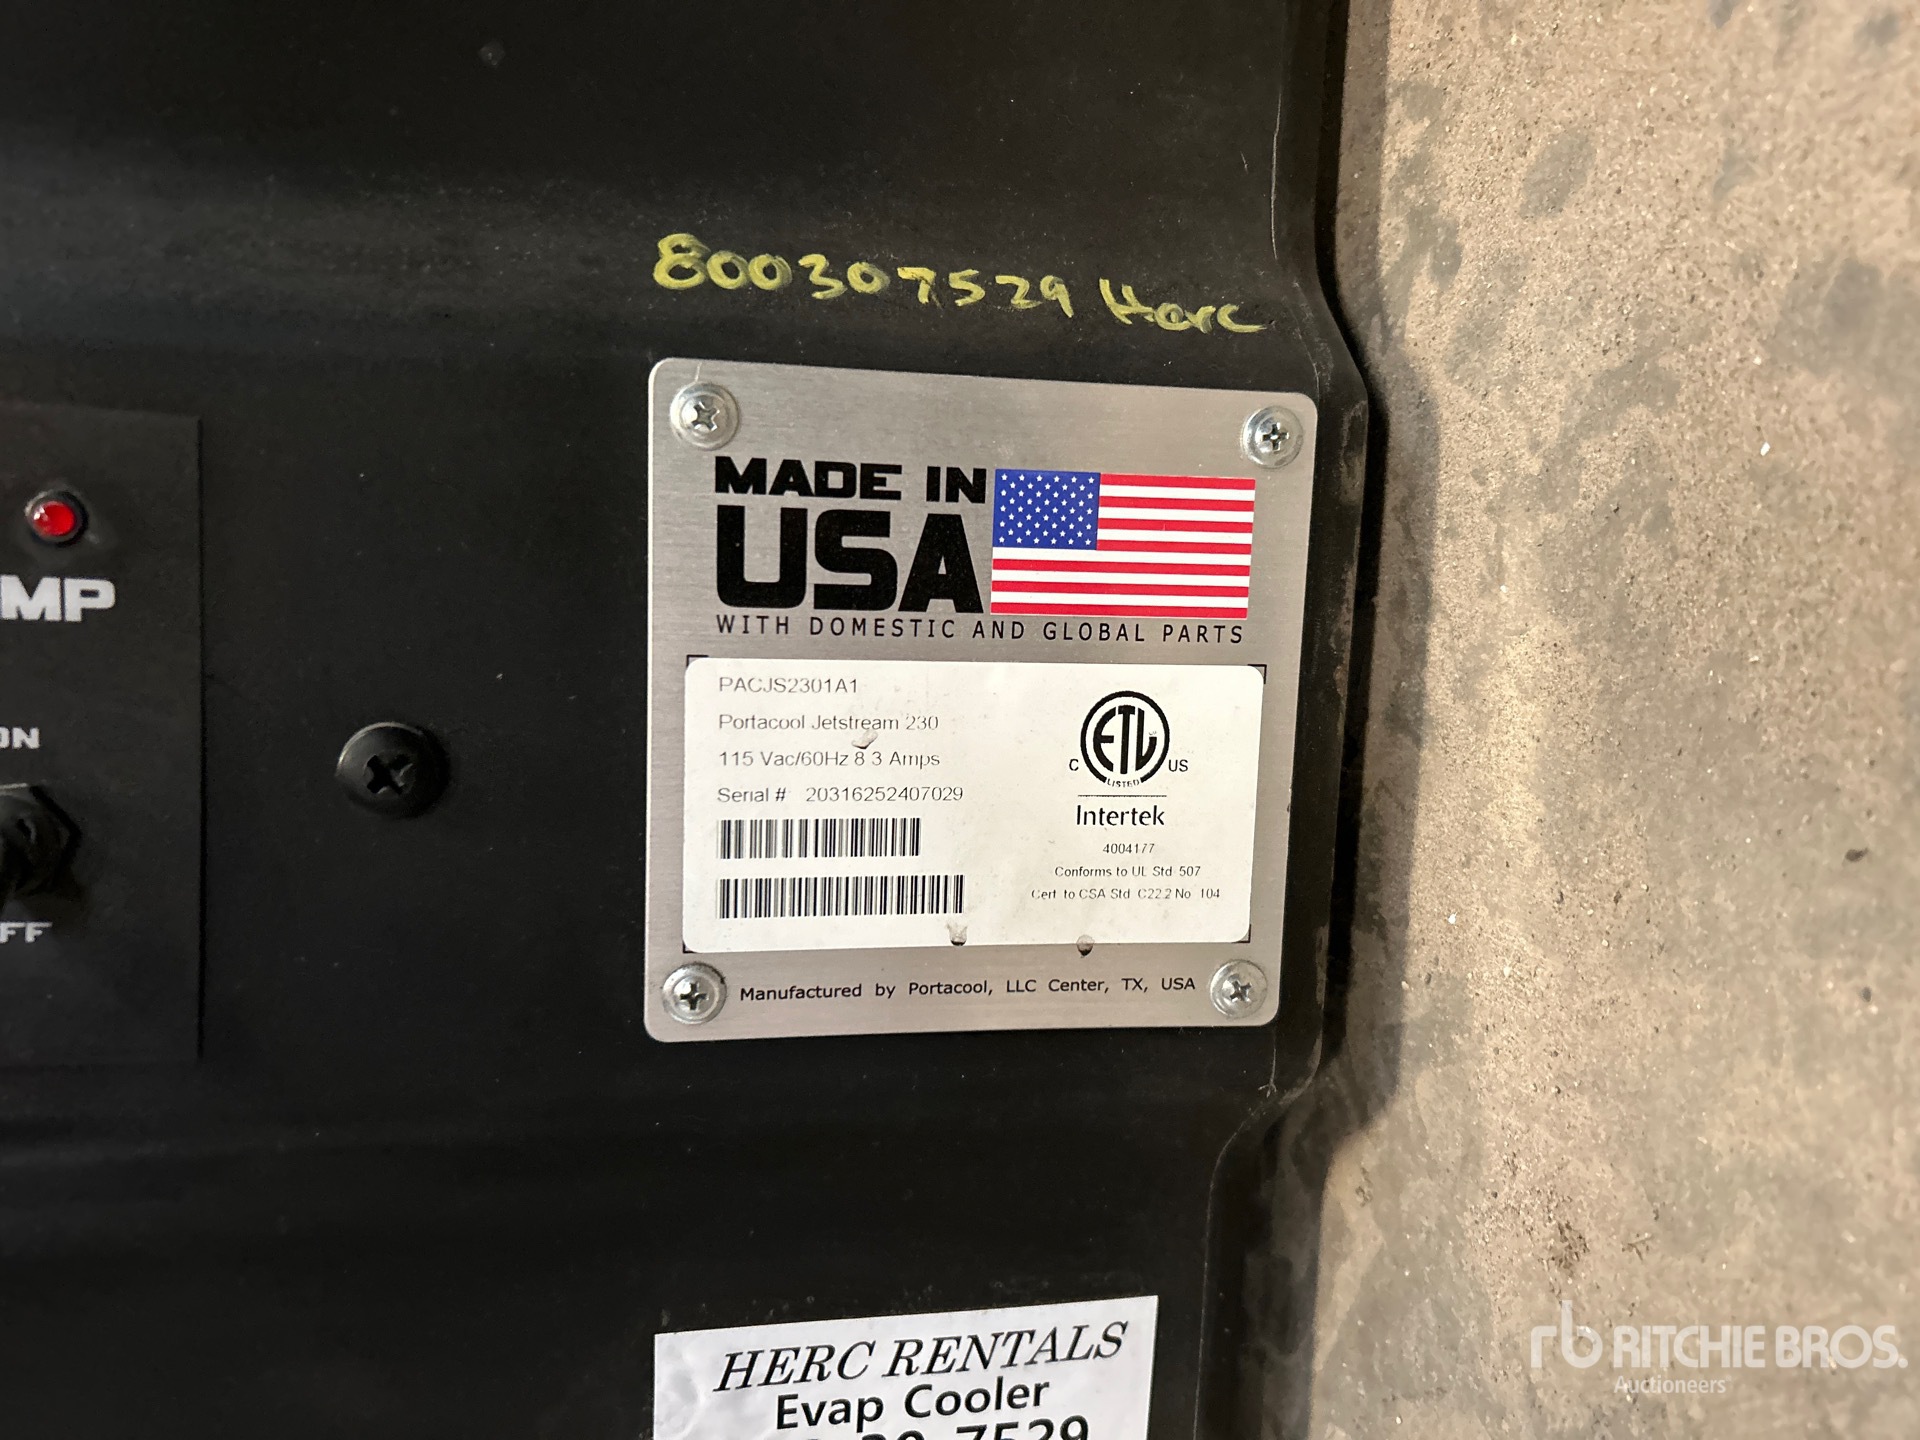 800307529 Herc
MADE IN
USA
WITH DOMESTIC AND GLOBAL PARTS
PACJS2301A1
Portacool Jetstream 230
115 Vac/60Hz 8 3 Amps
Serial # 20316252407029
ETL
LISTED
C US
Intertek
4004177
Conforms to UL Std 507
Cert to CSA Std C22.2 No 104
Manufactured by Portacool, LLC Center, TX, USA
MP
ON
FF
HERC RENTALS
Evap Cooler
30 7529
rb RITCHIE BROS.
Auctioneers